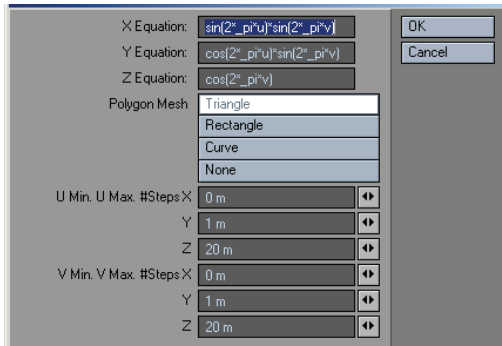 X Equation: sin(2*_pi*u)*sin(2*_pi*v) OK
Y Equation: cos(2*_pi*u)*sin(2*_pi*v) Cancel
Z Equation: cos(2*_pi*v)
Polygon Mesh Triangle
Rectangle
Curve
None
U Min. U Max. #Steps X 0 m
Y 1 m
Z 20 m
V Min. V Max. #Steps X 0 m
Y 1 m
Z 20 m